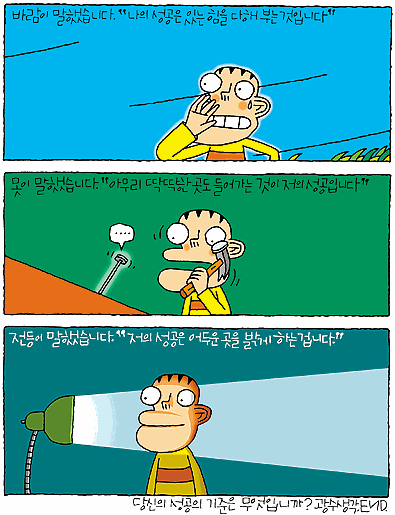 바람이 말했습니다. "나의 성공은 있는 힘을 다해 부는것입니다"
...
못이 말했습니다. "아무리 딱딱한 곳도 들어가는 것이 저의 성공입니다"
전등이 말했습니다. "저의 성공은 어두운 곳을 밝게 하는겁니다."
당신의 성공의 기준은 무엇입니까? 광수생각.END.